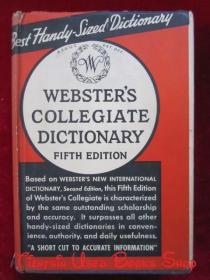 Best Handy-Sized Dictionary
W
WEBSTER'S
COLLEGIATE
DICTIONARY
FIFTH EDITION
Based on WEBSTER'S NEW INTERNATIONAL
DICTIONARY, Second Edition, this Fifth Edition
of Webster's Collegiate is characterized
by the same outstanding scholarship
and accuracy. It surpasses all other
handy-sized dictionaries in conven-
ience, authority, and daily usefulness.
"A SHORT CUT TO ACCURATE INFORMATION"